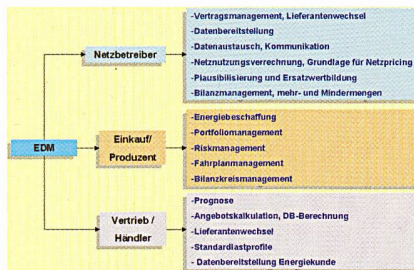 EDM
Netzbetreiber
-Vertragsmanagement, Lieferantenwechsel
-Datenbereitstellung
-Datenaustausch, Kommunikation
-Netznutzungsverrechnung, Grundlage für Netzpricing
-Plausibilisierung und Ersatzwertbildung
-Bilanzmanagement, mehr- und Mindermengen
Einkauf/
Produzent
-Energiebeschaffung
-Portfoliomanagement
-Riskmanagement
-Fahrplanmanagement
-Bilanzkreismanagement
Vertrieb /
Händler
-Prognose
-Angebotskalkulation, DB-Berechnung
-Lieferantenwechsel
-Standardlastprofile
- Datenbereitstellung Energiekunde